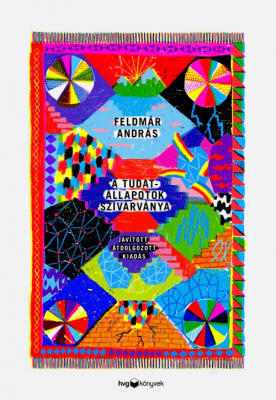 FELDMÁR
ANDRÁS
A TUDAT-
ÁLLAPOTOK
SZIVÁRVÁNYA
JAVÍTOTT
ÁTDOLGOZOTT
KIADÁS
hvg könyvek